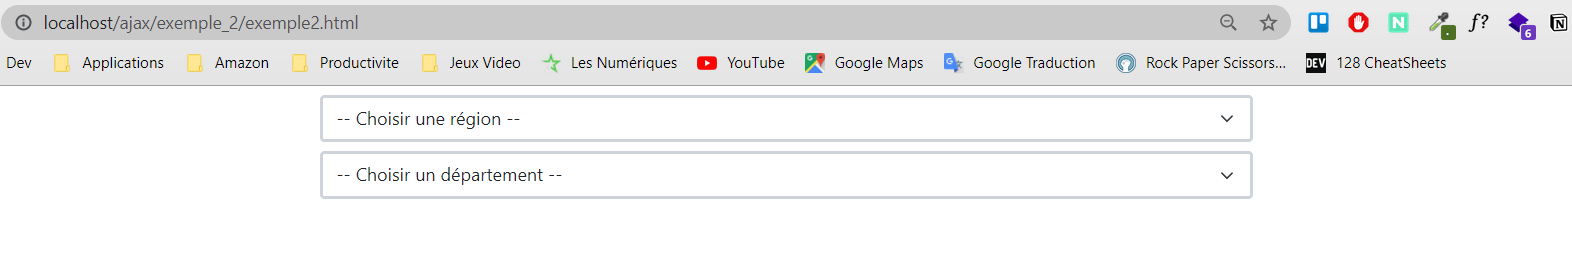 localhost/ajax/exemple_2/exemple2.html
f?
6
N
Dev Applications Amazon Productivite Jeux Video Les Numériques YouTube Google Maps Google Traduction Rock Paper Scissors... DEV 128 CheatSheets
-- Choisir une région --
-- Choisir un département --